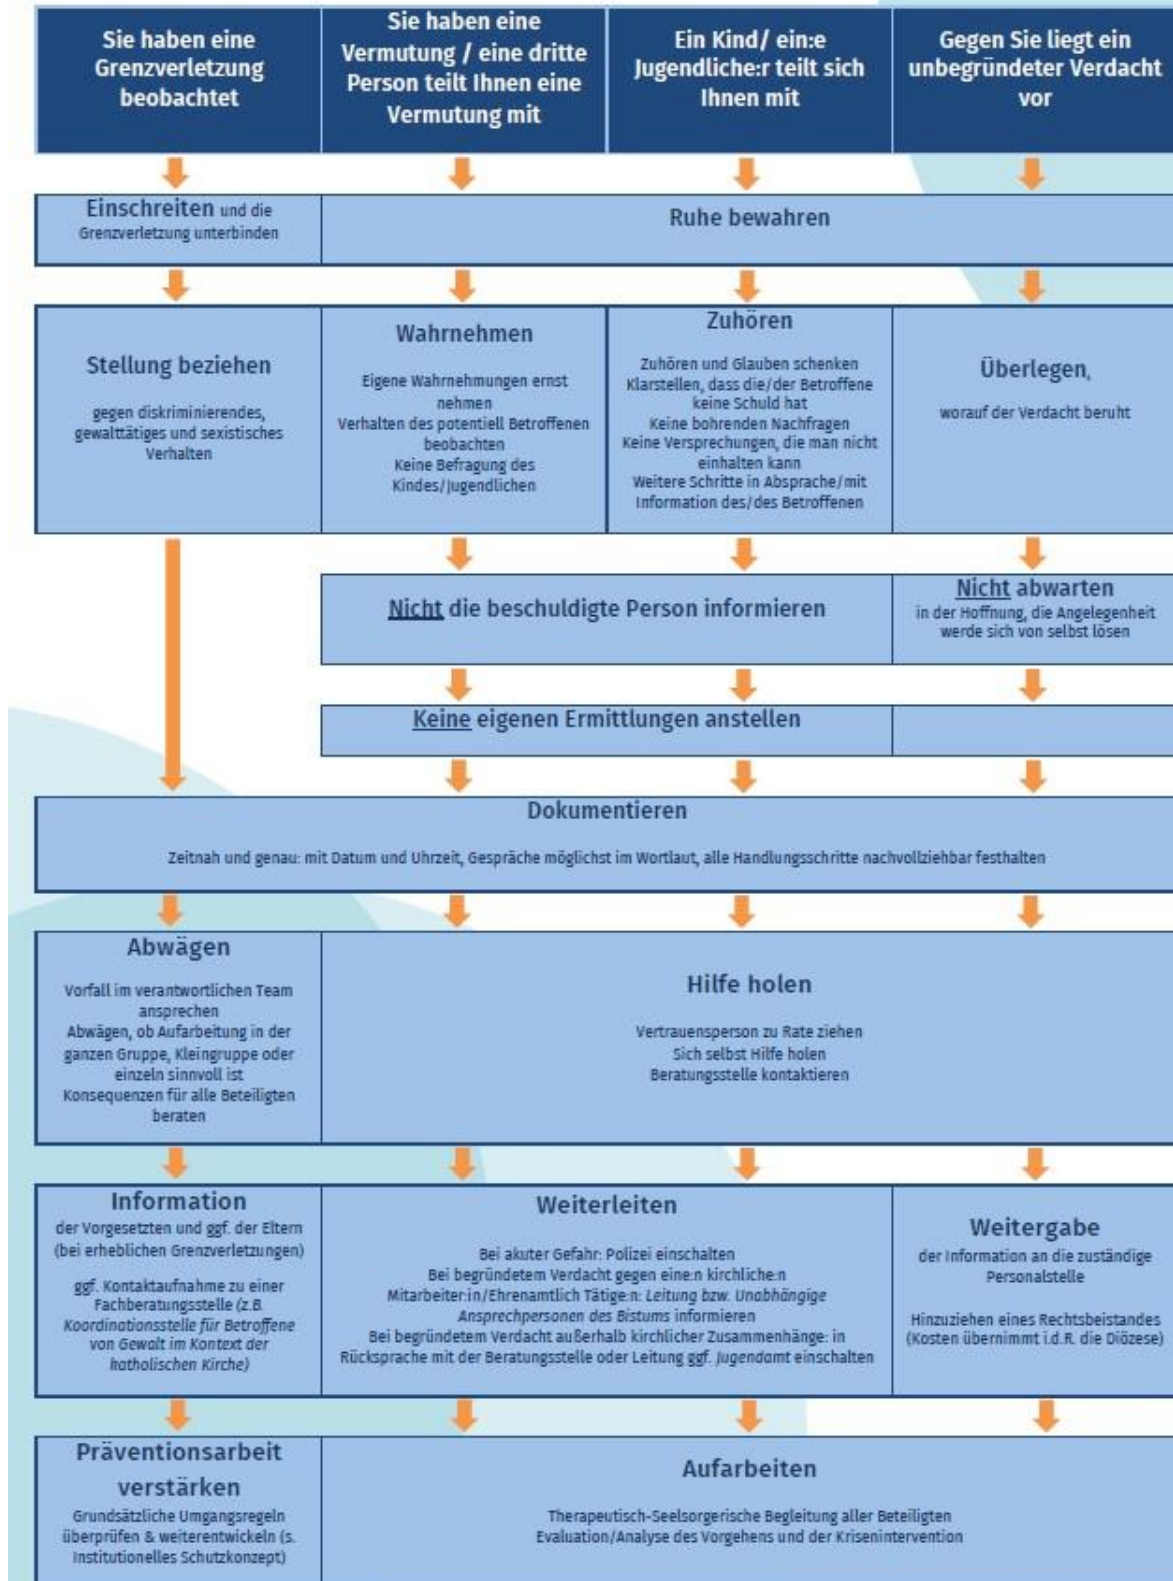 Sie haben eine
Grenzverletzung
beobachtet
Sie haben eine
Vermutung / eine dritte
Person teilt Ihnen eine
Vermutung mit
Ein Kind/ ein:e
Jugendliche:r teilt sich
Ihnen mit
Gegen Sie liegt ein
unbegründeter Verdacht
vor
Einschreiten und die
Grenzverletzung unterbinden
Ruhe bewahren
Stellung beziehen
gegen diskriminierendes,
gewalttätiges und sexistisches
Verhalten
Wahrnehmen
Eigene Wahrnehmungen ernst
nehmen
Verhalten des potentiell Betroffenen
beobachten
Keine Befragung des
Kindes/Jugendlichen
Zuhören
Zuhören und Glauben schenken
Klarstellen, dass die/der Betroffene
keine Schuld hat
Keine bohrenden Nachfragen
Keine Versprechungen, die man nicht
einhalten kann
Weitere Schritte in Absprache/mit
Information des/des Betroffenen
Überlegen,
worauf der Verdacht beruht
Nicht die beschuldigte Person informieren
Nicht abwarten
in der Hoffnung, die Angelegenheit
werde sich von selbst lösen
Keine eigenen Ermittlungen anstellen
Dokumentieren
Zeitnah und genau: mit Datum und Uhrzeit, Gespräche möglichst im Wortlaut, alle Handlungsschritte nachvollziehbar festhalten
Abwägen
Vorfall im verantwortlichen Team
ansprechen
Abwägen, ob Aufarbeitung in der
ganzen Gruppe, Kleingruppe oder
einzeln sinnvoll ist
Konsequenzen für alle Beteiligten
beraten
Hilfe holen
Vertrauensperson zu Rate ziehen
Sich selbst Hilfe holen
Beratungsstelle kontaktieren
Information
der Vorgesetzten und ggf. der Eltern
(bei erheblichen Grenzverletzungen)
ggf. Kontaktaufnahme zu einer
Fachberatungsstelle (z.B.
Koordinationsstelle für Betroffene
von Gewalt im Kontext der
katholischen Kirche)
Weiterleiten
Bei akuter Gefahr: Polizei einschalten
Bei begründetem Verdacht gegen eine:n kirchliche:n
Mitarbeiter:in/Ehrenamtlich Tätige:n: Leitung bzw. Unabhängige
Ansprechpersonen des Bistums informieren
Bei begründetem Verdacht außerhalb kirchlicher Zusammenhänge: in
Rücksprache mit der Beratungsstelle oder Leitung ggf. Jugendamt einschalten
Weitergabe
der Information an die zuständige
Personalstelle
Hinzuziehen eines Rechtsbeistandes
(Kosten übernimmt i.d.R. die Diözese)
Präventionsarbeit
verstärken
Grundsätzliche Umgangsregeln
überprüfen & weiterentwickeln (s.
Institutionelles Schutzkonzept)
Aufarbeiten
Therapeutisch-Seelsorgerische Begleitung aller Beteiligten
Evaluation/Analyse des Vorgehens und der Krisenintervention